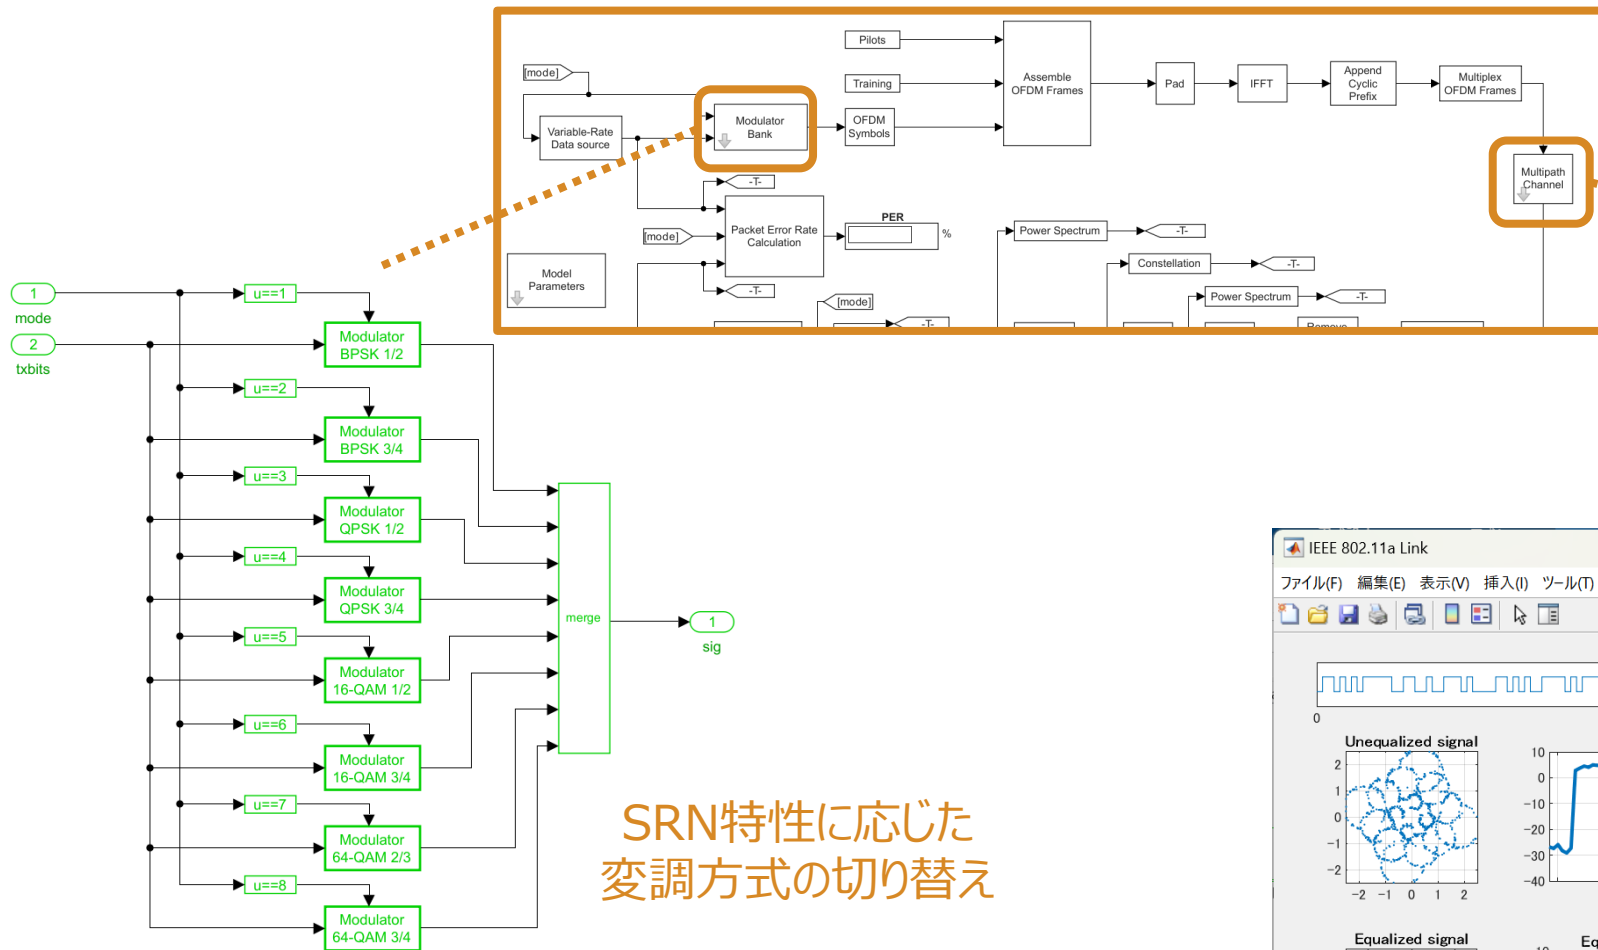 Pilots
[mode]
Training
Assemble
OFDM Frames
Pad
IFFT
Append
Cyclic
Prefix
Multiplex
OFDM Frames
Variable-Rate
Data source
Modulator
Bank
OFDM
Symbols
Multipath
Channel
-T-
PER
[mode]
Packet Error Rate
Calculation
%
Power Spectrum
-T-
Constellation
-T-
Model
Parameters
-T-
[mode]
Power Spectrum
-T-
-T-
Remove
1
mode
2
txbits
u==1
Modulator
BPSK 1/2
u==2
Modulator
BPSK 3/4
u==3
Modulator
QPSK 1/2
u==4
Modulator
QPSK 3/4
u==5
Modulator
16-QAM 1/2
u==6
Modulator
16-QAM 3/4
u==7
Modulator
64-QAM 2/3
u==8
Modulator
64-QAM 3/4
merge
1
sig
SRN特性に応じた
変調方式の切り替え
IEEE 802.11a Link
ファイル(F) 編集(E) 表示(V) 挿入(I) ツール(T)
0
Unequalized signal
2
1
0
-1
-2
-2 -1 0 1 2
10
0
-10
-20
-30
-40
Equalized signal
10
Eq